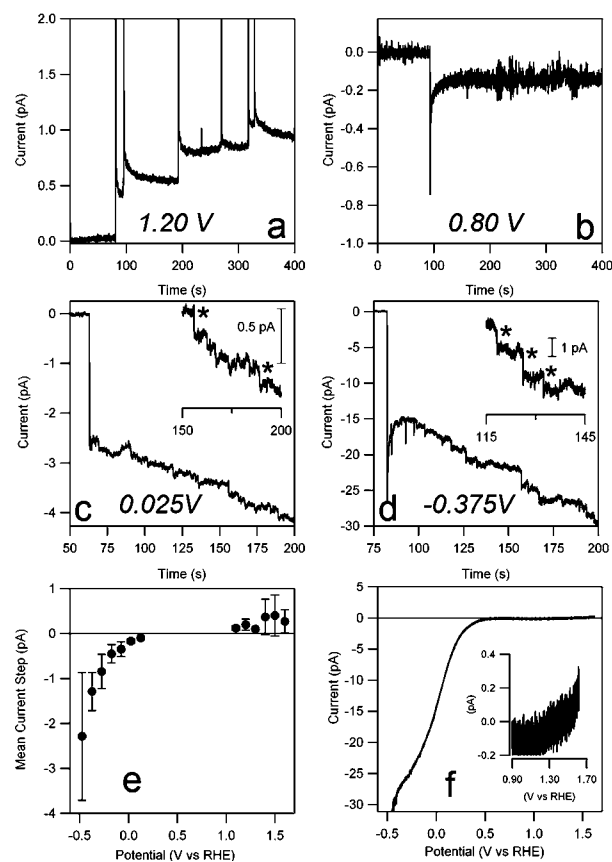 2.0
1.5
1.0
0.5
0.0
Current (pA)
1.20 V
a
0 100 200 300 400
Time (s)
0.0
-0.2
-0.4
-0.6
-0.8
-1.0
Current (pA)
0.80 V
b
0 100 200 300 400
Time (s)
0
-1
-2
-3
-4
Current (pA)
* *
0.5 pA
150 200
c 0.025V
50 75 100 125 150 175 200
Time (s)
0
-5
-10
-15
-20
-25
-30
Current (pA)
* * *
1 pA
115 145
d -0.375V
75 100 125 150 175 200
Time (s)
1
0
-1
-2
-3
-4
Mean Current Step (pA)
e
-0.5 0.0 0.5 1.0 1.5
Potential (V vs RHE)
5
0
-5
-10
-15
-20
-25
-30
Current (pA)
0.4
0.2
0.0
-0.2
(pA)
0.90 1.30 1.70
(V vs RHE)
f
-0.5 0.0 0.5 1.0 1.5
Potential (V vs RHE)